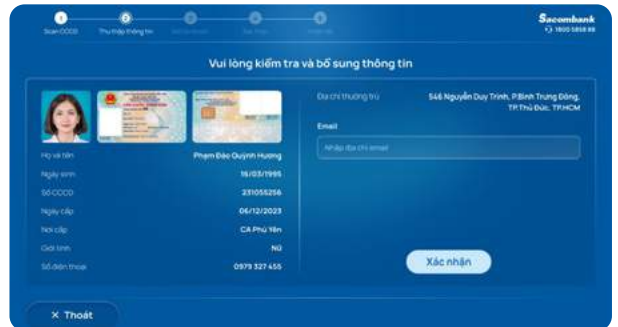 Sacombank
1800 5858 88
Scan CCCD
Thu thập thông tin
Vui lòng kiểm tra và bổ sung thông tin
Họ và tên
Phạm Đào Quỳnh Hương
Ngày sinh
16/03/1995
Số CCCD
231055256
Ngày cấp
06/12/2023
Nơi cấp
CA Phú Yên
Giới tính
Nữ
Số điện thoại
0979 327 455
Địa chỉ thường trú
546 Nguyễn Duy Trinh, P.Bình Trưng Đông,
TP.Thủ Đức, TP.HCM
Email
Nhập địa chỉ email
Xác nhận
× Thoát